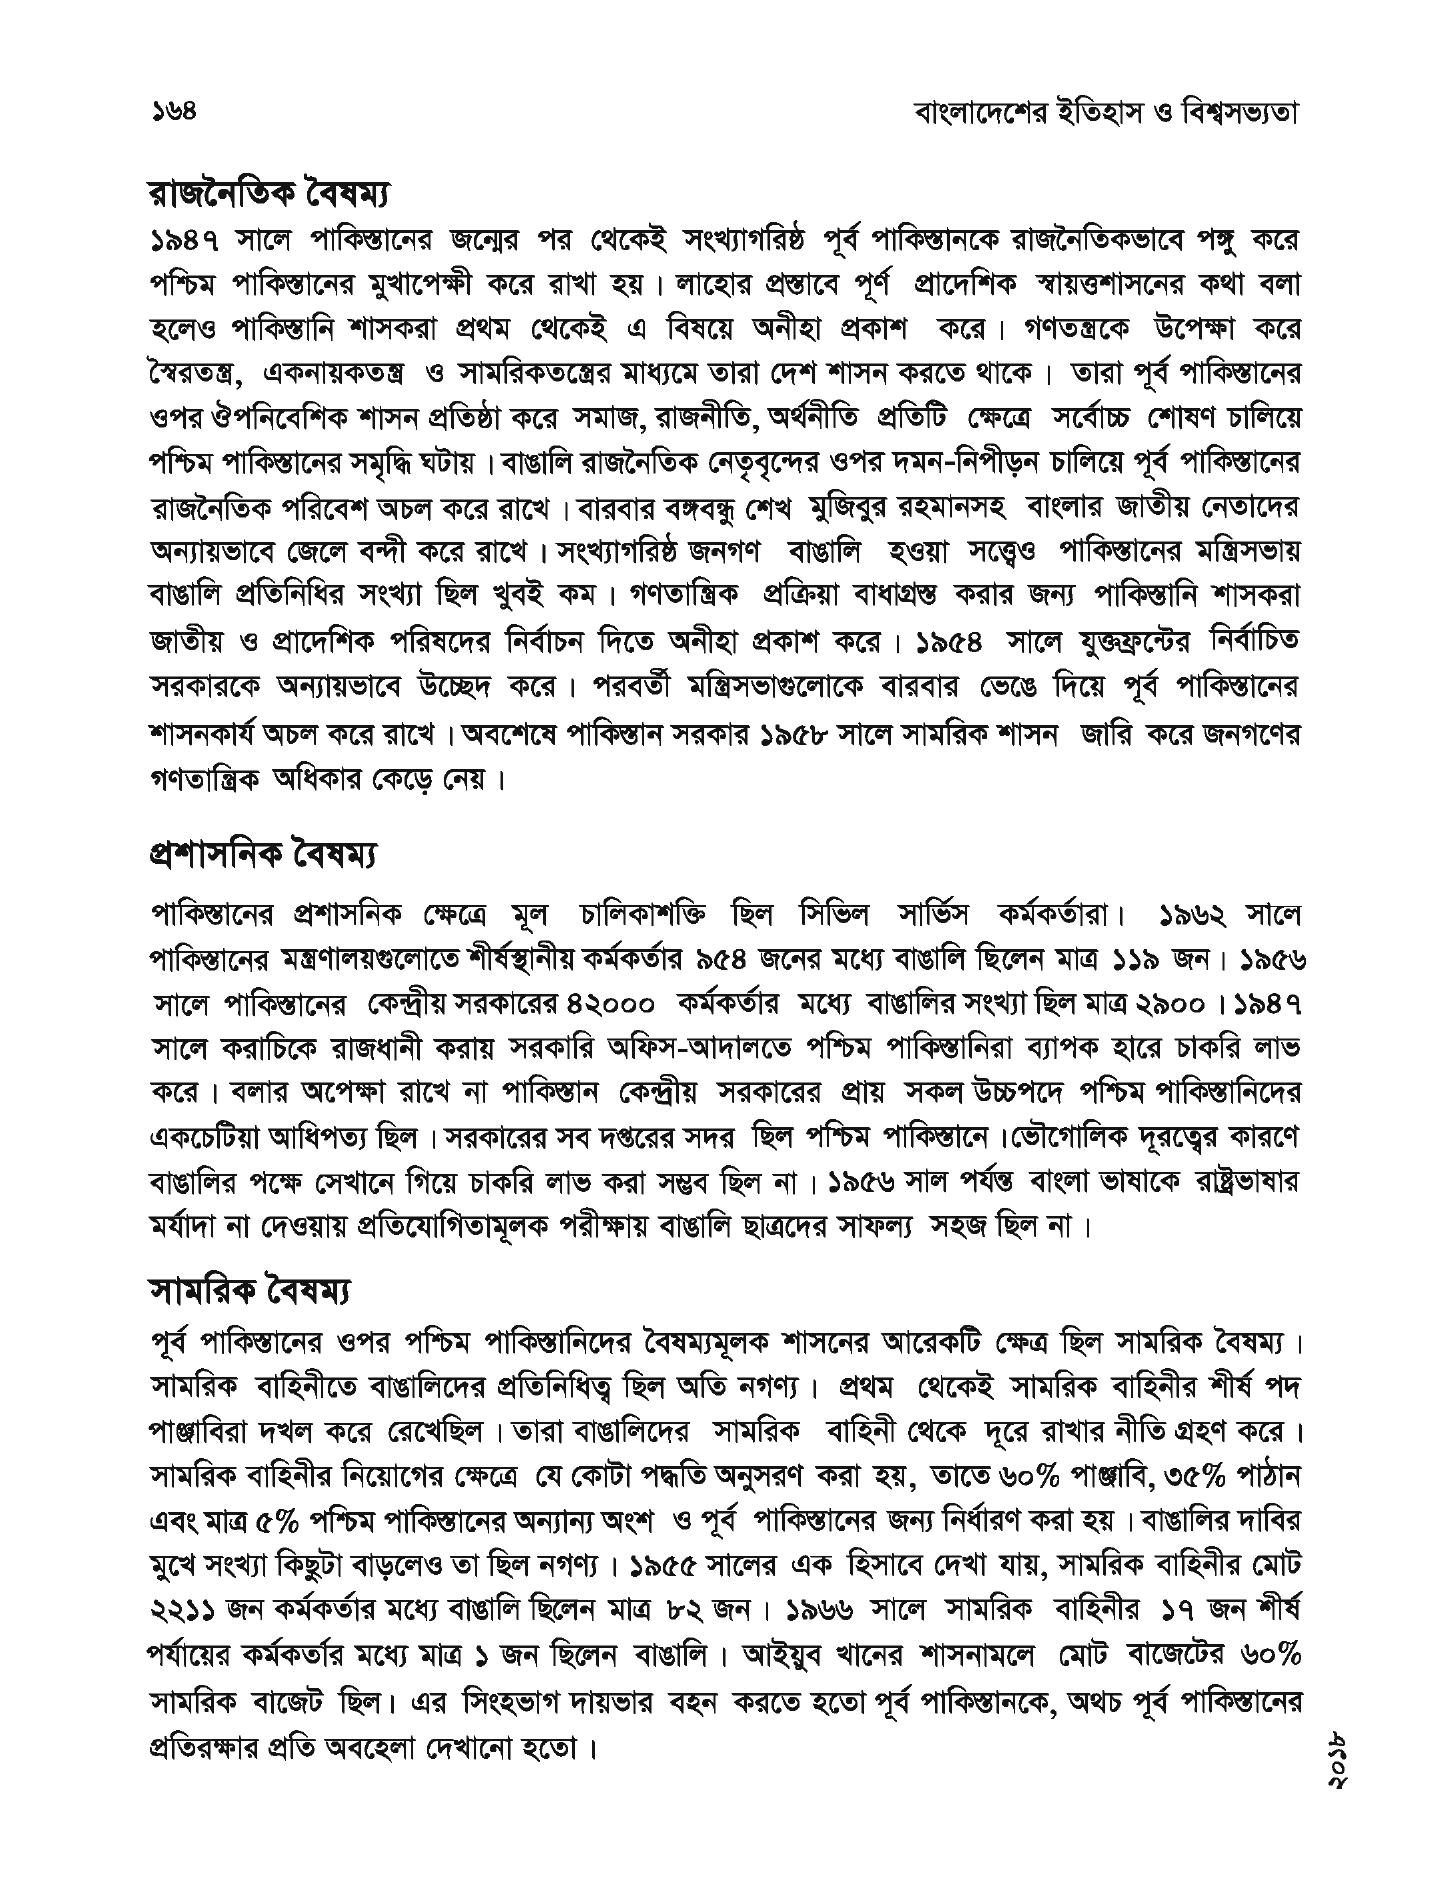 ১৬৪
বাংলাদেশের ইতিহাস ও বিশ্বসভ্যতা
রাজনৈতিক বৈষম্য
১৯৪৭ সালে পাকিস্তানের জন্মের পর থেকেই সংখ্যাগরিষ্ঠ পূর্ব পাকিস্তানকে রাজনৈতিকভাবে পঙ্গু করে
পশ্চিম পাকিস্তানের মুখাপেক্ষী করে রাখা হয়। লাহোর প্রস্তাবে পূর্ণ প্রাদেশিক স্বায়ত্তশাসনের কথা বলা
হলেও পাকিস্তানি শাসকরা প্রথম থেকেই এ বিষয়ে অনীহা প্রকাশ করে। গণতন্ত্রকে উপেক্ষা করে
স্বৈরতন্ত্র, একনায়কতন্ত্র ও সামরিকতন্ত্রের মাধ্যমে তারা দেশ শাসন করতে থাকে। তারা পূর্ব পাকিস্তানের
ওপর ঔপনিবেশিক শাসন প্রতিষ্ঠা করে সমাজ, রাজনীতি, অর্থনীতি প্রতিটি ক্ষেত্রে সর্বোচ্চ শোষণ চালিয়ে
পশ্চিম পাকিস্তানের সমৃদ্ধি ঘটায়। বাঙালি রাজনৈতিক নেতৃবৃন্দের ওপর দমন-নিপীড়ন চালিয়ে পূর্ব পাকিস্তানের
রাজনৈতিক পরিবেশ অচল করে রাখে। বারবার বঙ্গবন্ধু শেখ মুজিবুর রহমানসহ বাংলার জাতীয় নেতাদের
অন্যায়ভাবে জেলে বন্দী করে রাখে। সংখ্যাগরিষ্ঠ জনগণ বাঙালি হওয়া সত্ত্বেও পাকিস্তানের মন্ত্রিসভায়
বাঙালি প্রতিনিধির সংখ্যা ছিল খুবই কম। গণতান্ত্রিক প্রক্রিয়া বাধাগ্রস্ত করার জন্য পাকিস্তানি শাসকরা
জাতীয় ও প্রাদেশিক পরিষদের নির্বাচন দিতে অনীহা প্রকাশ করে। ১৯৫৪ সালে যুক্তফ্রন্টের নির্বাচিত
সরকারকে অন্যায়ভাবে উচ্ছেদ করে। পরবর্তী মন্ত্রিসভাগুলোকে বারবার ভেঙে দিয়ে পূর্ব পাকিস্তানের
শাসনকার্য অচল করে রাখে। অবশেষে পাকিস্তান সরকার ১৯৫৮ সালে সামরিক শাসন জারি করে জনগণের
গণতান্ত্রিক অধিকার কেড়ে নেয়।
প্রশাসনিক বৈষম্য
পাকিস্তানের প্রশাসনিক ক্ষেত্রে মূল চালিকাশক্তি ছিল সিভিল সার্ভিস কর্মকর্তারা। ১৯৬২ সালে
পাকিস্তানের মন্ত্রণালয়গুলোতে শীর্ষস্থানীয় কর্মকর্তার ৯৫৪ জনের মধ্যে বাঙালি ছিলেন মাত্র ১১৯ জন। ১৯৫৬
সালে পাকিস্তানের কেন্দ্রীয় সরকারের ৪২০০০ কর্মকর্তার মধ্যে বাঙালির সংখ্যা ছিল মাত্র ২৯০০। ১৯৪৭
সালে করাচিকে রাজধানী করায় সরকারি অফিস-আদালতে পশ্চিম পাকিস্তানিরা ব্যাপক হারে চাকরি লাভ
করে। বলার অপেক্ষা রাখে না পাকিস্তান কেন্দ্রীয় সরকারের প্রায় সকল উচ্চপদে পশ্চিম পাকিস্তানিদের
একচেটিয়া আধিপত্য ছিল। সরকারের সব দপ্তরের সদর ছিল পশ্চিম পাকিস্তানে।ভৌগোলিক দূরত্বের কারণে
বাঙালির পক্ষে সেখানে গিয়ে চাকরি লাভ করা সম্ভব ছিল না। ১৯৫৬ সাল পর্যন্ত বাংলা ভাষাকে রাষ্ট্রভাষার
মর্যাদা না দেওয়ায় প্রতিযোগিতামূলক পরীক্ষায় বাঙালি ছাত্রদের সাফল্য সহজ ছিল না।
সামরিক বৈষম্য
পূর্ব পাকিস্তানের ওপর পশ্চিম পাকিস্তানিদের বৈষম্যমূলক শাসনের আরেকটি ক্ষেত্র ছিল সামরিক বৈষম্য।
সামরিক বাহিনীতে বাঙালিদের প্রতিনিধিত্ব ছিল অতি নগণ্য। প্রথম থেকেই সামরিক বাহিনীর শীর্ষ পদ
পাঞ্জাবিরা দখল করে রেখেছিল। তারা বাঙালিদের সামরিক বাহিনী থেকে দূরে রাখার নীতি গ্রহণ করে।
সামরিক বাহিনীর নিয়োগের ক্ষেত্রে যে কোটা পদ্ধতি অনুসরণ করা হয়, তাতে ৬০% পাঞ্জাবি, ৩৫% পাঠান
এবং মাত্র ৫% পশ্চিম পাকিস্তানের অন্যান্য অংশ ও পূর্ব পাকিস্তানের জন্য নির্ধারণ করা হয়। বাঙালির দাবির
মুখে সংখ্যা কিছুটা বাড়লেও তা ছিল নগণ্য। ১৯৫৫ সালের এক হিসাবে দেখা যায়, সামরিক বাহিনীর মোট
২২১১ জন কর্মকর্তার মধ্যে বাঙালি ছিলেন মাত্র ৮২ জন। ১৯৬৬ সালে সামরিক বাহিনীর ১৭ জন শীর্ষ
পর্যায়ের কর্মকর্তার মধ্যে মাত্র ১ জন ছিলেন বাঙালি। আইয়ুব খানের শাসনামলে মোট বাজেটের ৬০%
সামরিক বাজেট ছিল। এর সিংহভাগ দায়ভার বহন করতে হতো পূর্ব পাকিস্তানকে, অথচ পূর্ব পাকিস্তানের
প্রতিরক্ষার প্রতি অবহেলা দেখানো হতো।
২০১৮